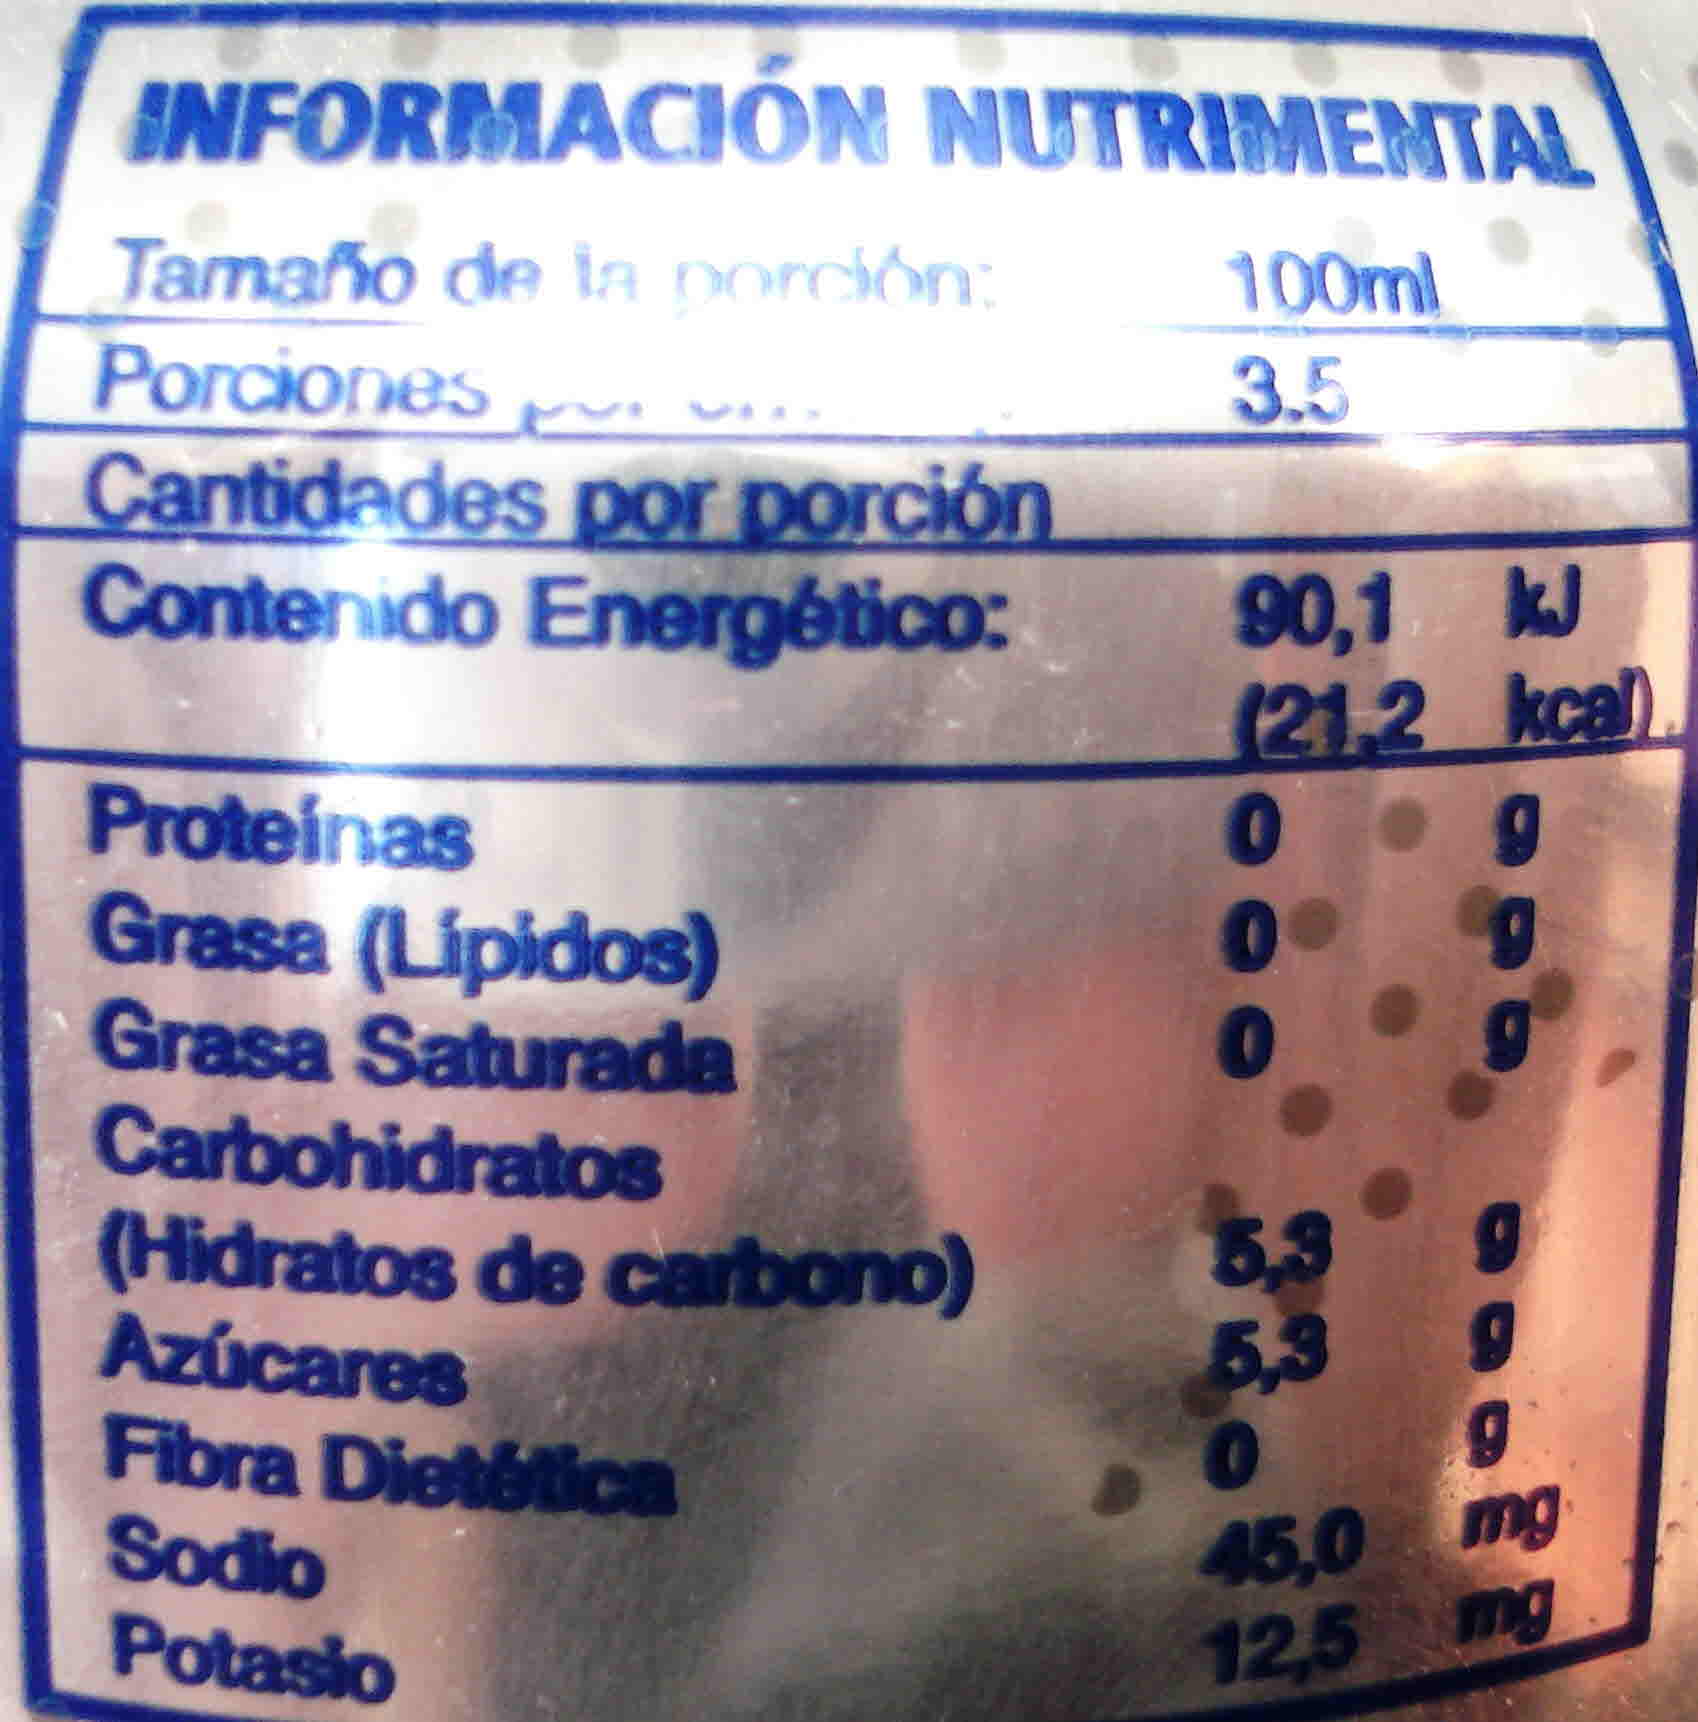 INFORMACIÓN NUTRIMENTAL
Tamaño de la porción: 100ml
Porciones 3.5
Cantidades por porción
Contenido Energético: 90,1 kJ
(21,2 kcal)
Proteínas 0 g
Grasa (Lípidos) 0 g
Grasa Saturada 0 g
Carbohidratos
(Hidratos de carbono) 5,3 g
Azúcares 5,3 g
Fibra Dietética 0 g
Sodio 45,0 mg
Potasio 12,5 mg